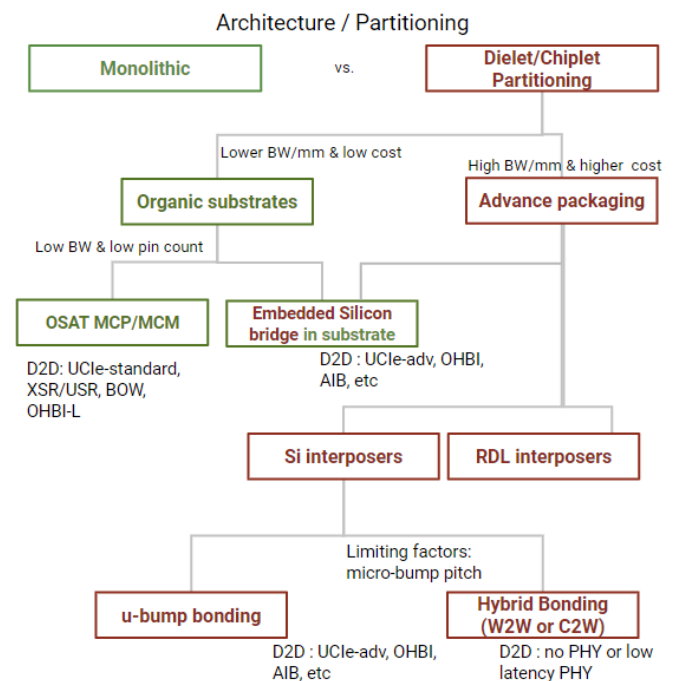 Architecture / Partitioning
Monolithic
vs.
Dielet/Chiplet
Partitioning
Lower BW/mm & low cost
High BW/mm & higher cost
Organic substrates
Advance packaging
Low BW & low pin count
OSAT MCP/MCM
Embedded Silicon
bridge in substrate
D2D: UCIe-standard,
XSR/USR, BOW,
OHBI-L
D2D : UCIe-adv, OHBI,
AIB, etc
Si interposers
RDL interposers
Limiting factors:
micro-bump pitch
u-bump bonding
Hybrid Bonding
(W2W or C2W)
D2D : UCIe-adv, OHBI,
AIB, etc
D2D : no PHY or low
latency PHY